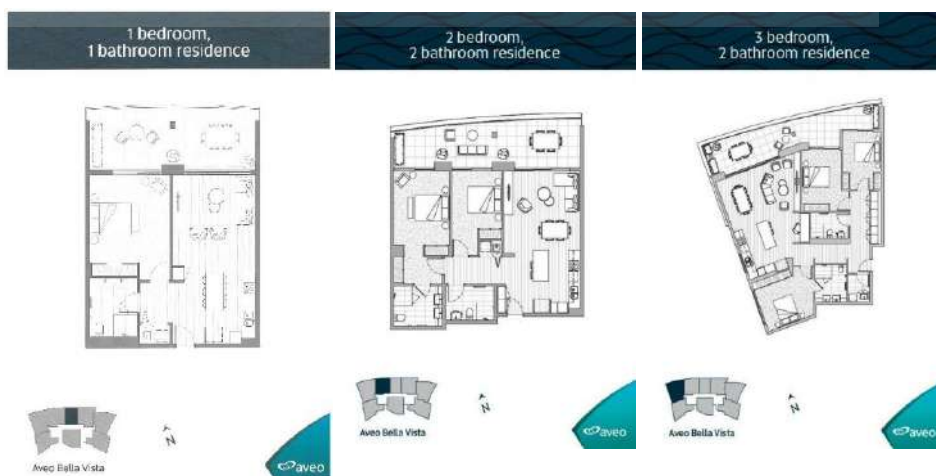 1 bedroom,
1 bathroom residence
N
Aveo Bella Vista
aveo
2 bedroom,
2 bathroom residence
N
Aveo Bella Vista
aveo
3 bedroom,
2 bathroom residence
N
Aveo Bella Vista
aveo